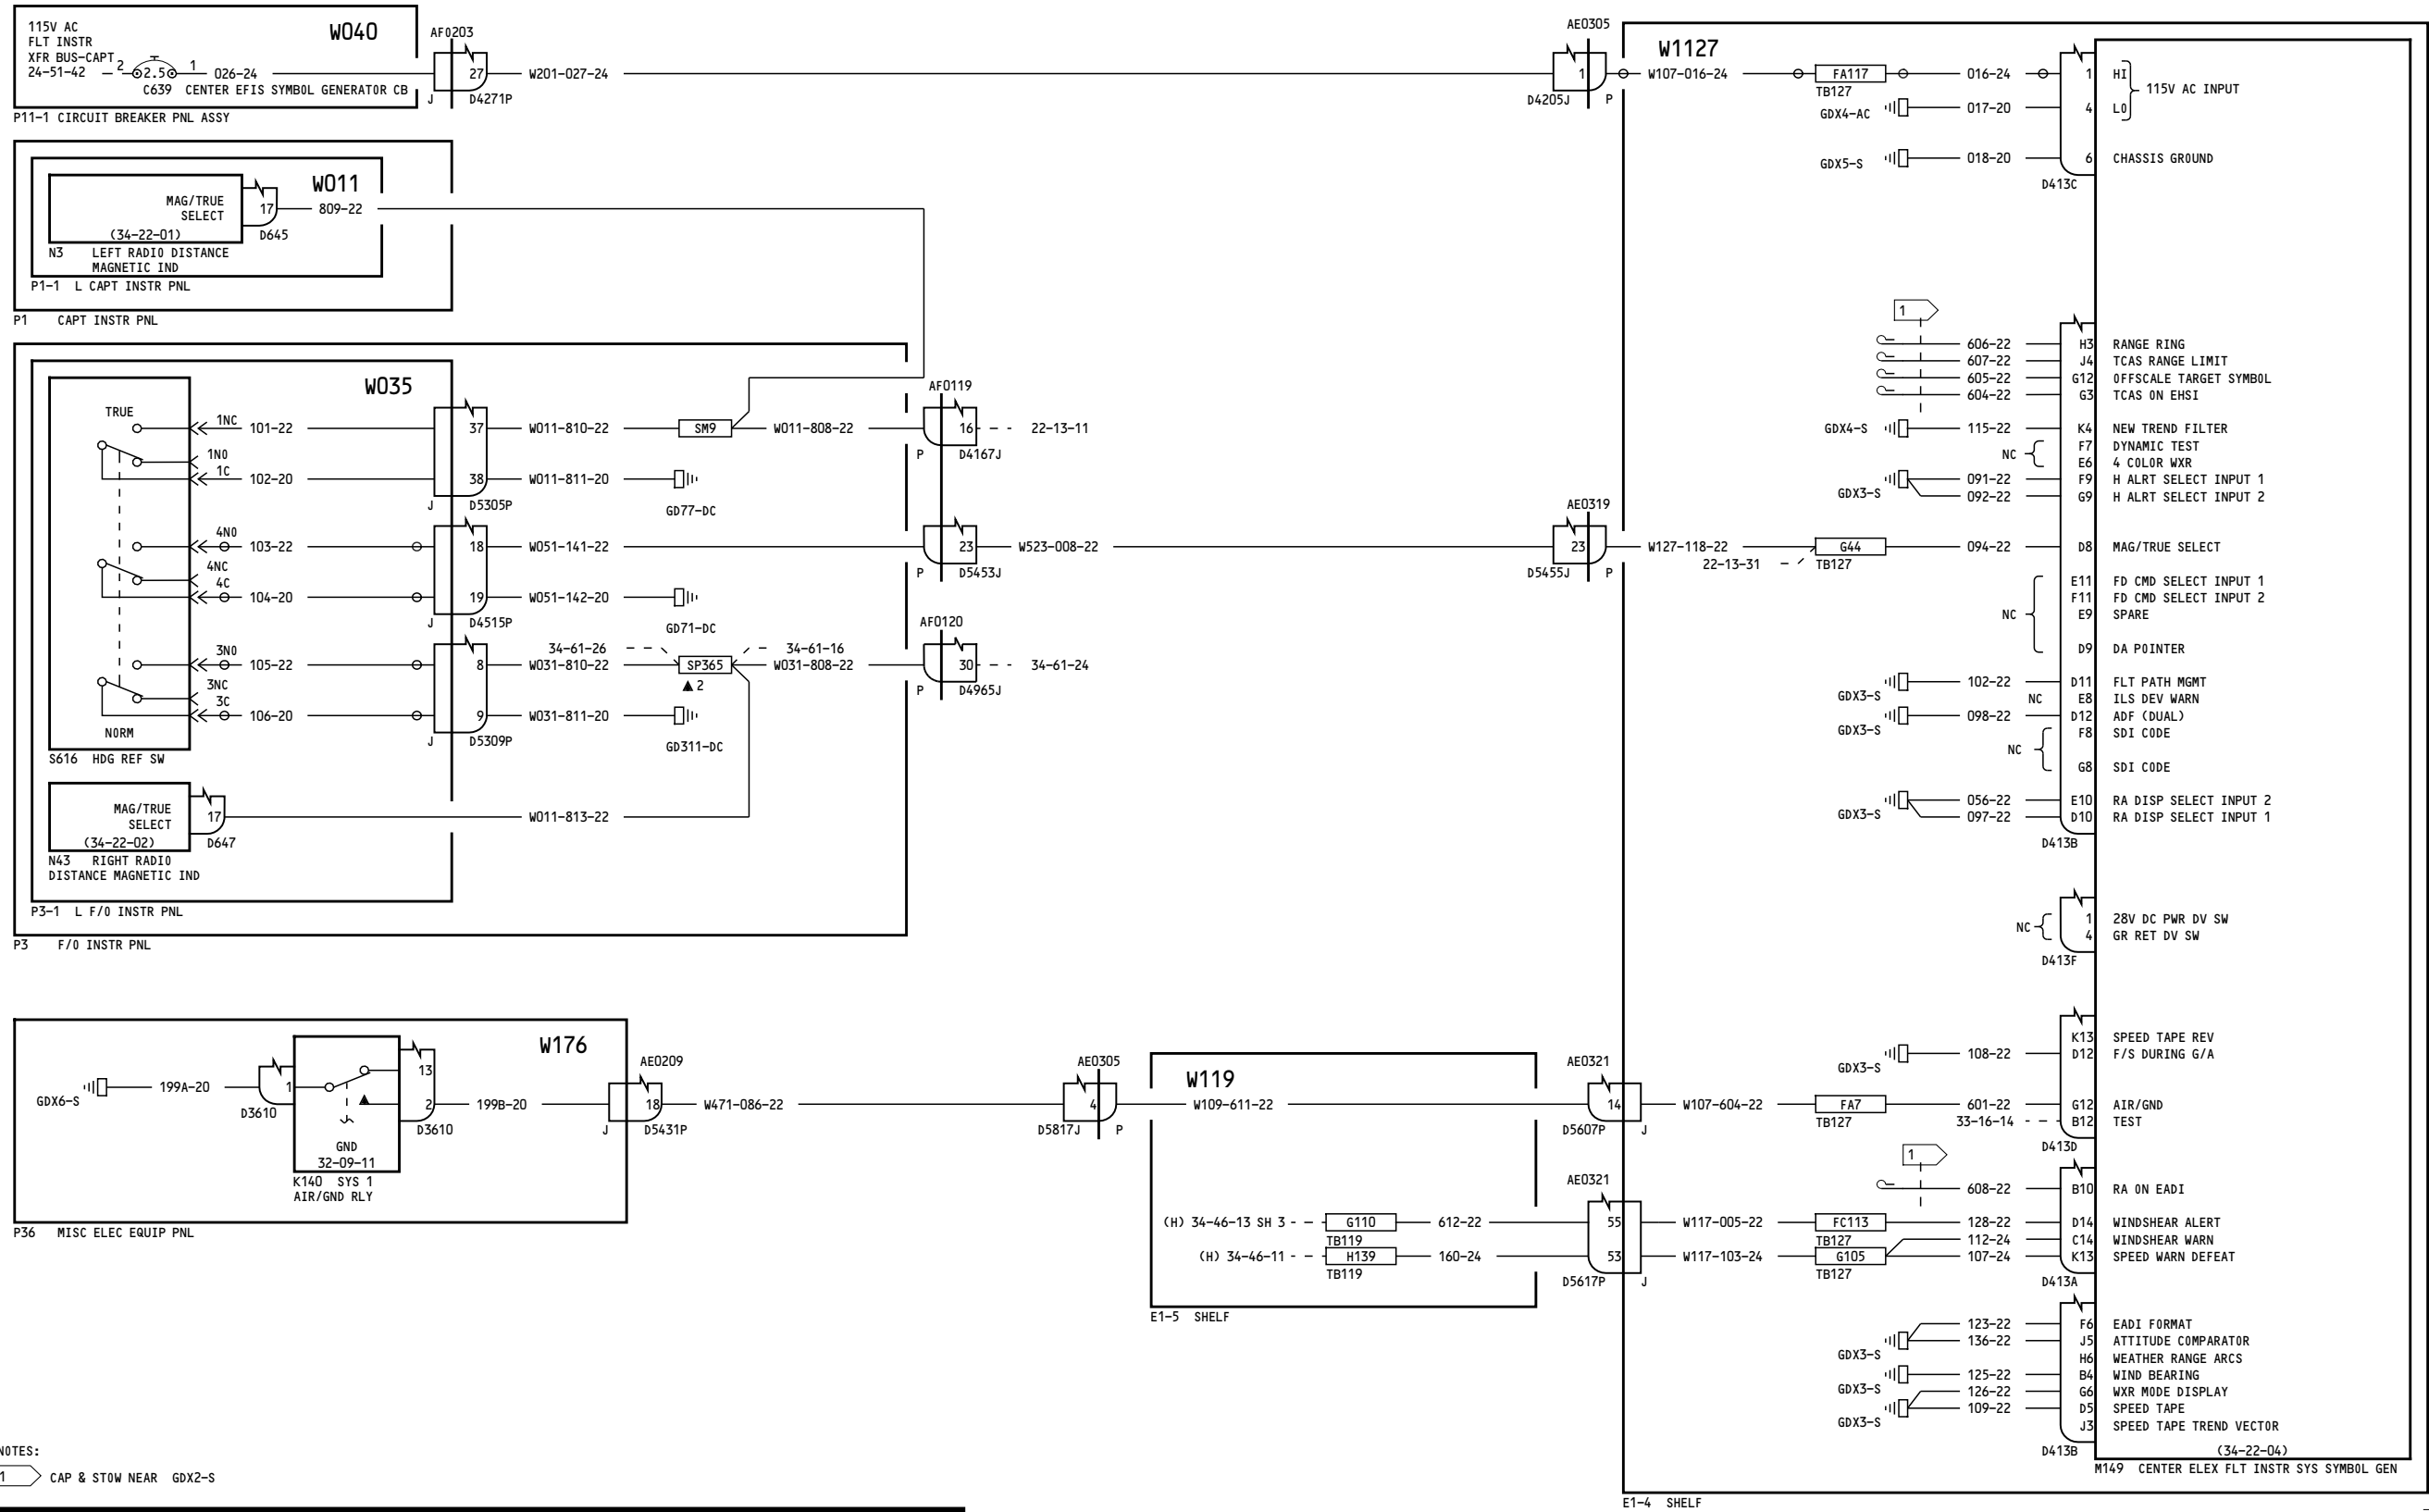 115V AC
FLT INSTR
XFR BUS-CAPT
24-51-42
2
2.5
1
026-24
C639 CENTER EFIS SYMBOL GENERATOR CB
W040
P11-1 CIRCUIT BREAKER PNL ASSY
AF0203
27
J
D4271P
W201-027-24
AE0305
1
D4205J
P
W1127
W107-016-24
FA117
TB127
016-24
1
HI
115V AC INPUT
GDX4-AC
017-20
4
LO
GDX5-S
018-20
6
CHASSIS GROUND
D413C
W011
MAG/TRUE
SELECT
(34-22-01)
17
D645
809-22
N3 LEFT RADIO DISTANCE
MAGNETIC IND
P1-1 L CAPT INSTR PNL
P1 CAPT INSTR PNL
W035
TRUE
1NC
101-22
37
W011-810-22
SM9
W011-808-22
AF0119
16
22-13-11
P
D4167J
1NO
1C
102-20
38
W011-811-20
GD77-DC
J
D5305P
4NO
103-22
18
W051-141-22
23
P
D5453J
W523-008-22
AE0319
23
D5455J
P
W127-118-22
22-13-31
G44
TB127
094-22
4NC
4C
104-20
19
W051-142-20
GD71-DC
J
D4515P
3NO
105-22
8
34-61-26
W031-810-22
SP365
2
34-61-16
W031-808-22
AF0120
30
34-61-24
P
D4965J
3NC
3C
106-20
9
W031-811-20
GD311-DC
J
D5309P
NORM
S616 HDG REF SW
MAG/TRUE
SELECT
(34-22-02)
17
D647
W011-813-22
N43 RIGHT RADIO
DISTANCE MAGNETIC IND
P3-1 L F/O INSTR PNL
P3 F/O INSTR PNL
1
606-22 H3 RANGE RING
607-22 J4 TCAS RANGE LIMIT
605-22 G12 OFFSCALE TARGET SYMBOL
604-22 G3 TCAS ON EHSI
GDX4-S 115-22 K4 NEW TREND FILTER
NC
F7 DYNAMIC TEST
E6 4 COLOR WXR
GDX3-S
091-22 F9 H ALRT SELECT INPUT 1
092-22 G9 H ALRT SELECT INPUT 2
D8 MAG/TRUE SELECT
NC
E11 FD CMD SELECT INPUT 1
F11 FD CMD SELECT INPUT 2
E9 SPARE
D9 DA POINTER
GDX3-S 102-22 D11 FLT PATH MGMT
NC E8 ILS DEV WARN
GDX3-S 098-22 D12 ADF (DUAL)
NC
F8 SDI CODE
G8 SDI CODE
GDX3-S
056-22 E10 RA DISP SELECT INPUT 2
097-22 D10 RA DISP SELECT INPUT 1
D413B
NC
1 28V DC PWR DV SW
4 GR RET DV SW
D413F
W176
GDX6-S
199A-20
1
D3610
13
2
D3610
GND
32-09-11
K140 SYS 1
AIR/GND RLY
199B-20
AE0209
18
J
D5431P
W471-086-22
P36 MISC ELEC EQUIP PNL
AE0305
4
D5817J
P
W119
W109-611-22
AE0321
14
D5607P
J
W107-604-22
FA7
TB127
601-22
K13 SPEED TAPE REV
GDX3-S 108-22 D12 F/S DURING G/A
G12 AIR/GND
33-16-14 B12 TEST
D413D
1
608-22 B10 RA ON EADI
(H) 34-46-13 SH 3
G110
TB119
612-22
AE0321
55
W117-005-22
FC113
TB127
128-22 D14 WINDSHEAR ALERT
112-24 C14 WINDSHEAR WARN
(H) 34-46-11
H139
TB119
160-24
53
D5617P
J
W117-103-24
G105
TB127
107-24 K13 SPEED WARN DEFEAT
D413A
E1-5 SHELF
123-22 F6 EADI FORMAT
GDX3-S 136-22 J5 ATTITUDE COMPARATOR
H6 WEATHER RANGE ARCS
GDX3-S 125-22 B4 WIND BEARING
126-22 G6 WXR MODE DISPLAY
GDX3-S 109-22 D5 SPEED TAPE
J3 SPEED TAPE TREND VECTOR
D413B
(34-22-04)
M149 CENTER ELEX FLT INSTR SYS SYMBOL GEN
E1-4 SHELF
NOTES:
1 CAP & STOW NEAR GDX2-S